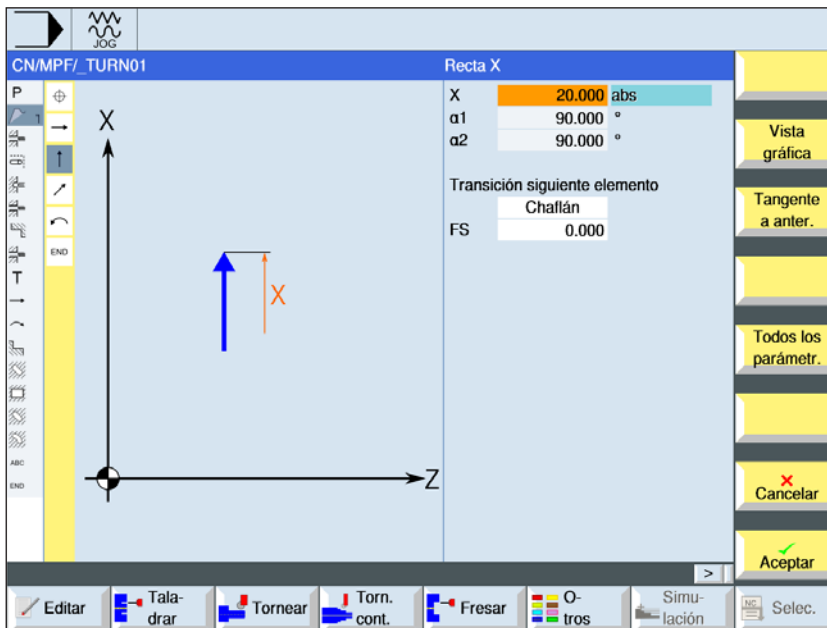 JOG
CN/MPF/_TURN01
Recta X
P
1
T
ABC
END
END
X
X
Z
X 20.000 abs
α1 90.000 °
α2 90.000 °
Transición siguiente elemento
Chaflán
FS 0.000
Vista
gráfica
Tangente
a anter.
Todos los
parámetr.
Cancelar
Aceptar
>
Editar
Tala-
drar
Tornear
Torn.
cont.
Fresar
O-
tros
Simu-
lación
NC
Selec.